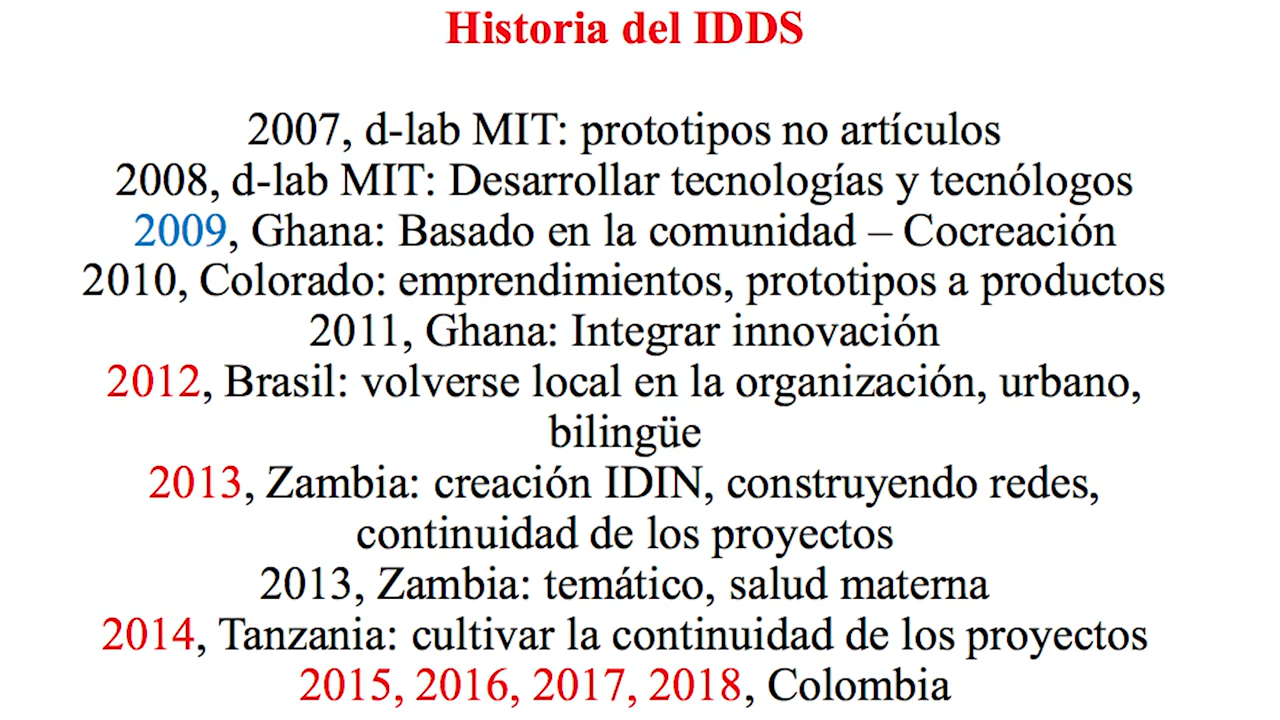 Historia del IDDS
2007, d-lab MIT: prototipos no artículos
2008, d-lab MIT: Desarrollar tecnologías y tecnólogos
2009, Ghana: Basado en la comunidad – Cocreación
2010, Colorado: emprendimientos, prototipos a productos
2011, Ghana: Integrar innovación
2012, Brasil: volverse local en la organización, urbano,
bilingüe
2013, Zambia: creación IDIN, construyendo redes,
continuidad de los proyectos
2013, Zambia: temático, salud materna
2014, Tanzania: cultivar la continuidad de los proyectos
2015, 2016, 2017, 2018, Colombia